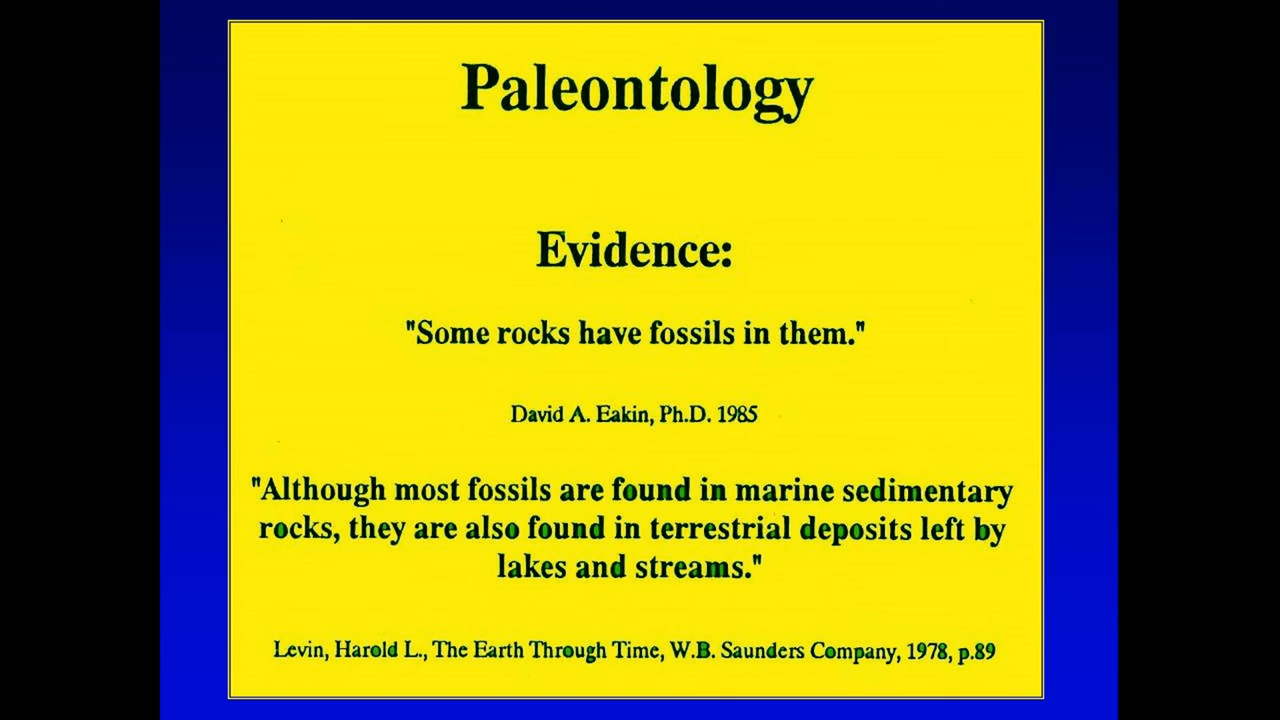 Paleontology
Evidence:
"Some rocks have fossils in them."
David A. Eakin, Ph.D. 1985
"Although most fossils are found in marine sedimentary
rocks, they are also found in terrestrial deposits left by
lakes and streams."
Levin, Harold L., The Earth Through Time, W.B. Saunders Company, 1978, p.89